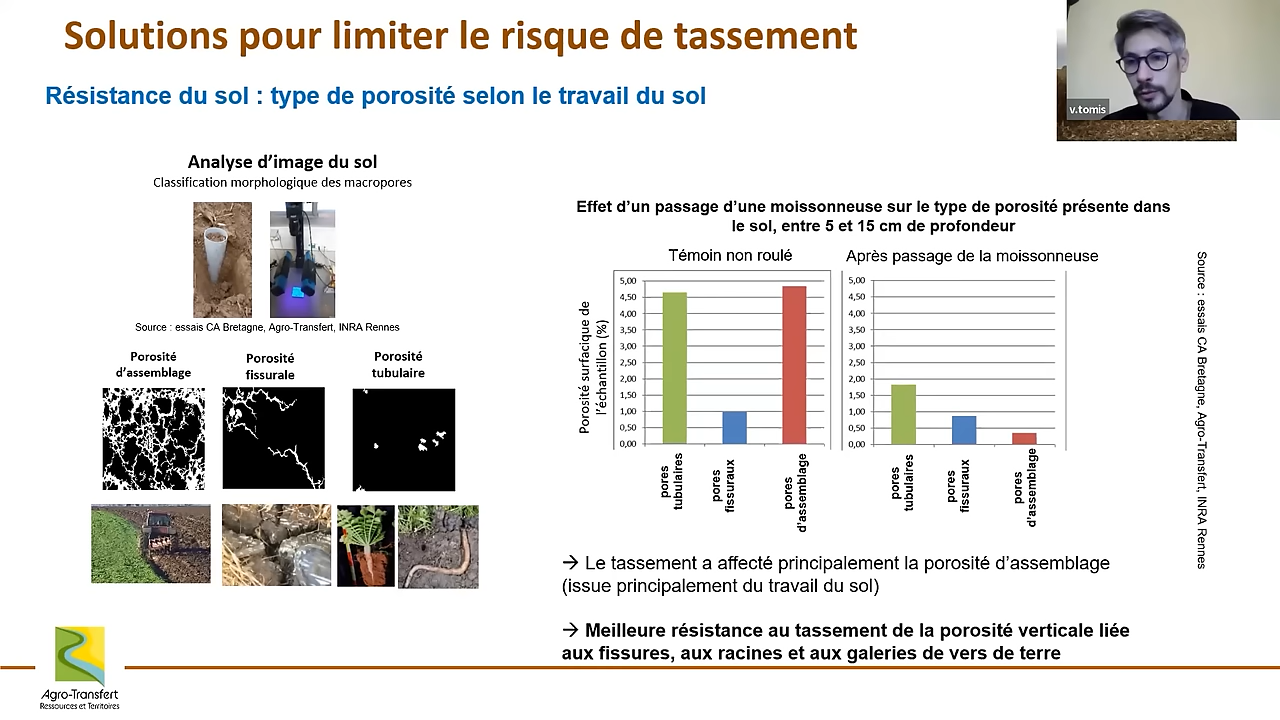 Solutions pour limiter le risque de tassement
Résistance du sol : type de porosité selon le travail du sol
v.tomis
Analyse d’image du sol
Classification morphologique des macropores
Source : essais CA Bretagne, Agro-Transfert, INRA Rennes
Porosité
d’assemblage
Porosité
fissurale
Porosité
tubulaire
Effet d’un passage d’une moissonneuse sur le type de porosité présente dans
le sol, entre 5 et 15 cm de profondeur
Témoin non roulé
Porosité surfacique de
l’échantillon (%)
5,00
4,50
4,00
3,50
3,00
2,50
2,00
1,50
1,00
0,50
0,00
pores
tubulaires
pores
fissuraux
pores
d’assemblage
Après passage de la moissonneuse
5,00
4,50
4,00
3,50
3,00
2,50
2,00
1,50
1,00
0,50
0,00
pores
tubulaires
pores
fissuraux
pores
d’assemblage
Source : essais CA Bretagne, Agro-Transfert, INRA Rennes
→ Le tassement a affecté principalement la porosité d’assemblage
(issue principalement du travail du sol)
→ Meilleure résistance au tassement de la porosité verticale liée
aux fissures, aux racines et aux galeries de vers de terre
Agro-Transfert
Ressources et Territoires